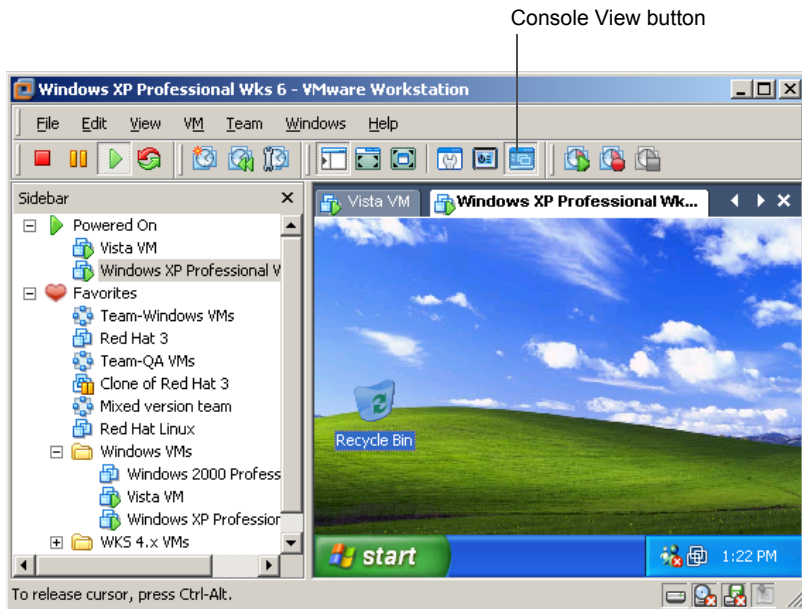 Console View button
Windows XP Professional Wks 6 - VMware Workstation
File Edit View VM Team Windows Help
Sidebar
Vista VM
Windows XP Professional Wk...
Powered On
Vista VM
Windows XP Professional V
Favorites
Team-Windows VMs
Red Hat 3
Team-QA VMs
Clone of Red Hat 3
Mixed version team
Red Hat Linux
Windows VMs
Windows 2000 Profess
Vista VM
Windows XP Profession
WKS 4.x VMs
Recycle Bin
start
1:22 PM
To release cursor, press Ctrl-Alt.